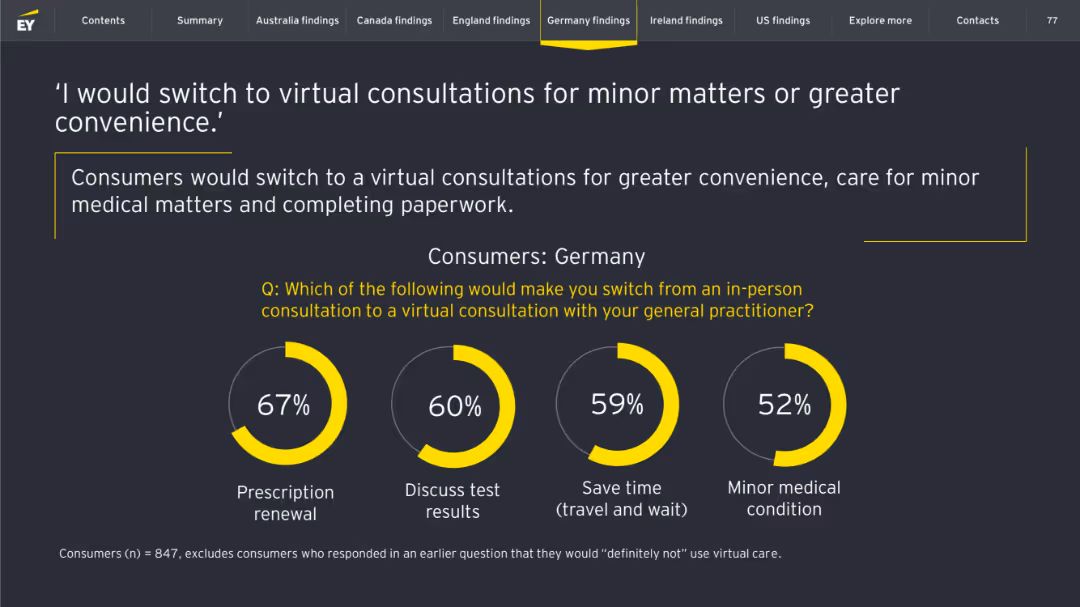 EY
Contents
Summary
Australia findings
Canada findings
England findings
Germany findings
Ireland findings
US findings
Explore more
Contacts
77
‘I would switch to virtual consultations for minor matters or greater
convenience.’
Consumers would switch to a virtual consultations for greater convenience, care for minor
medical matters and completing paperwork.
Consumers: Germany
Q: Which of the following would make you switch from an in-person
consultation to a virtual consultation with your general practitioner?
67%
Prescription
renewal
60%
Discuss test
results
59%
Save time
(travel and wait)
52%
Minor medical
condition
Consumers (n) = 847, excludes consumers who responded in an earlier question that they would “definitely not” use virtual care.